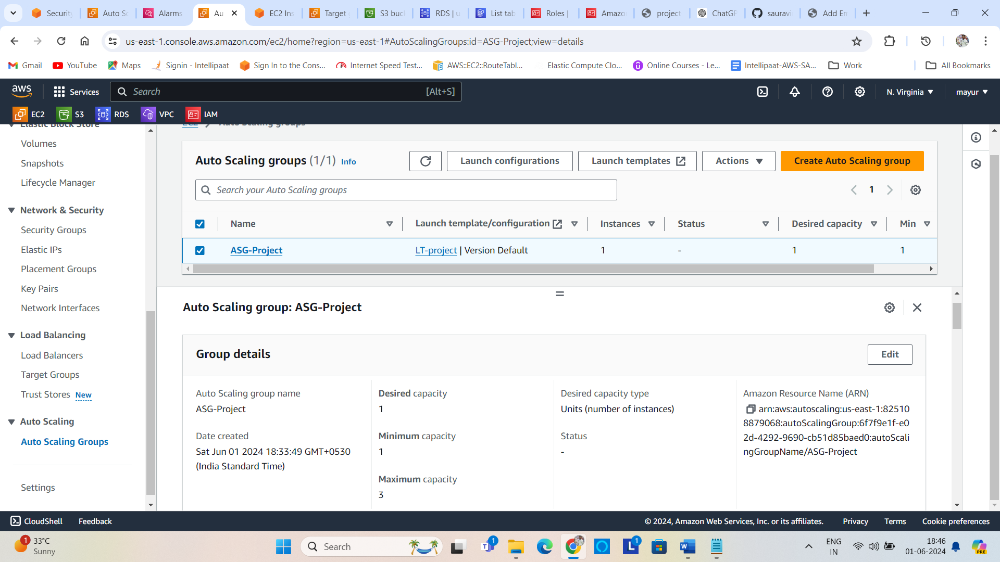 Security
Auto Sc
Alarms
Au
EC2 Ins
Target
S3 buc
RDS | u
List tab
Roles |
Amazo
project
ChatGP
sauravi
Add En
us-east-1.console.aws.amazon.com/ec2/home?region=us-east-1#AutoScalingGroups:id=ASG-Project;view=details
Gmail
YouTube
Maps
Signin - Intellipaat
Sign In to the Cons...
Internet Speed Test...
AWS::EC2::RouteTabl...
Elastic Compute Clo...
Online Courses - Le...
Intellipaat-AWS-SA...
Work
All Bookmarks
aws
Services
Search
[Alt+S]
N. Virginia
mayur
EC2
S3
RDS
VPC
IAM
Elastic Block Store
Volumes
Snapshots
Lifecycle Manager
Network & Security
Security Groups
Elastic IPs
Placement Groups
Key Pairs
Network Interfaces
Load Balancing
Load Balancers
Target Groups
Trust Stores New
Auto Scaling
Auto Scaling Groups
Settings
EC2 > Auto Scaling groups
Auto Scaling groups (1/1) Info
Launch configurations
Launch templates
Actions
Create Auto Scaling group
Search your Auto Scaling groups
1
Name
Launch template/configuration
Instances
Status
Desired capacity
Min
ASG-Project
LT-project | Version Default
1
-
1
1
Auto Scaling group: ASG-Project
Group details
Edit
Auto Scaling group name
ASG-Project
Date created
Sat Jun 01 2024 18:33:49 GMT+0530
(India Standard Time)
Desired capacity
1
Minimum capacity
1
Maximum capacity
3
Desired capacity type
Units (number of instances)
Status
-
Amazon Resource Name (ARN)
arn:aws:autoscaling:us-east-1:82510
8879068:autoScalingGroup:6f7f9e1f-e0
2d-4292-9690-cb51d85baed0:autoScali
ngGroupName/ASG-Project
CloudShell
Feedback
© 2024, Amazon Web Services, Inc. or its affiliates.
Privacy
Terms
Cookie preferences
1
33°C
Sunny
Search
1
L
1
W
ENG
IN
18:46
01-06-2024
PRE